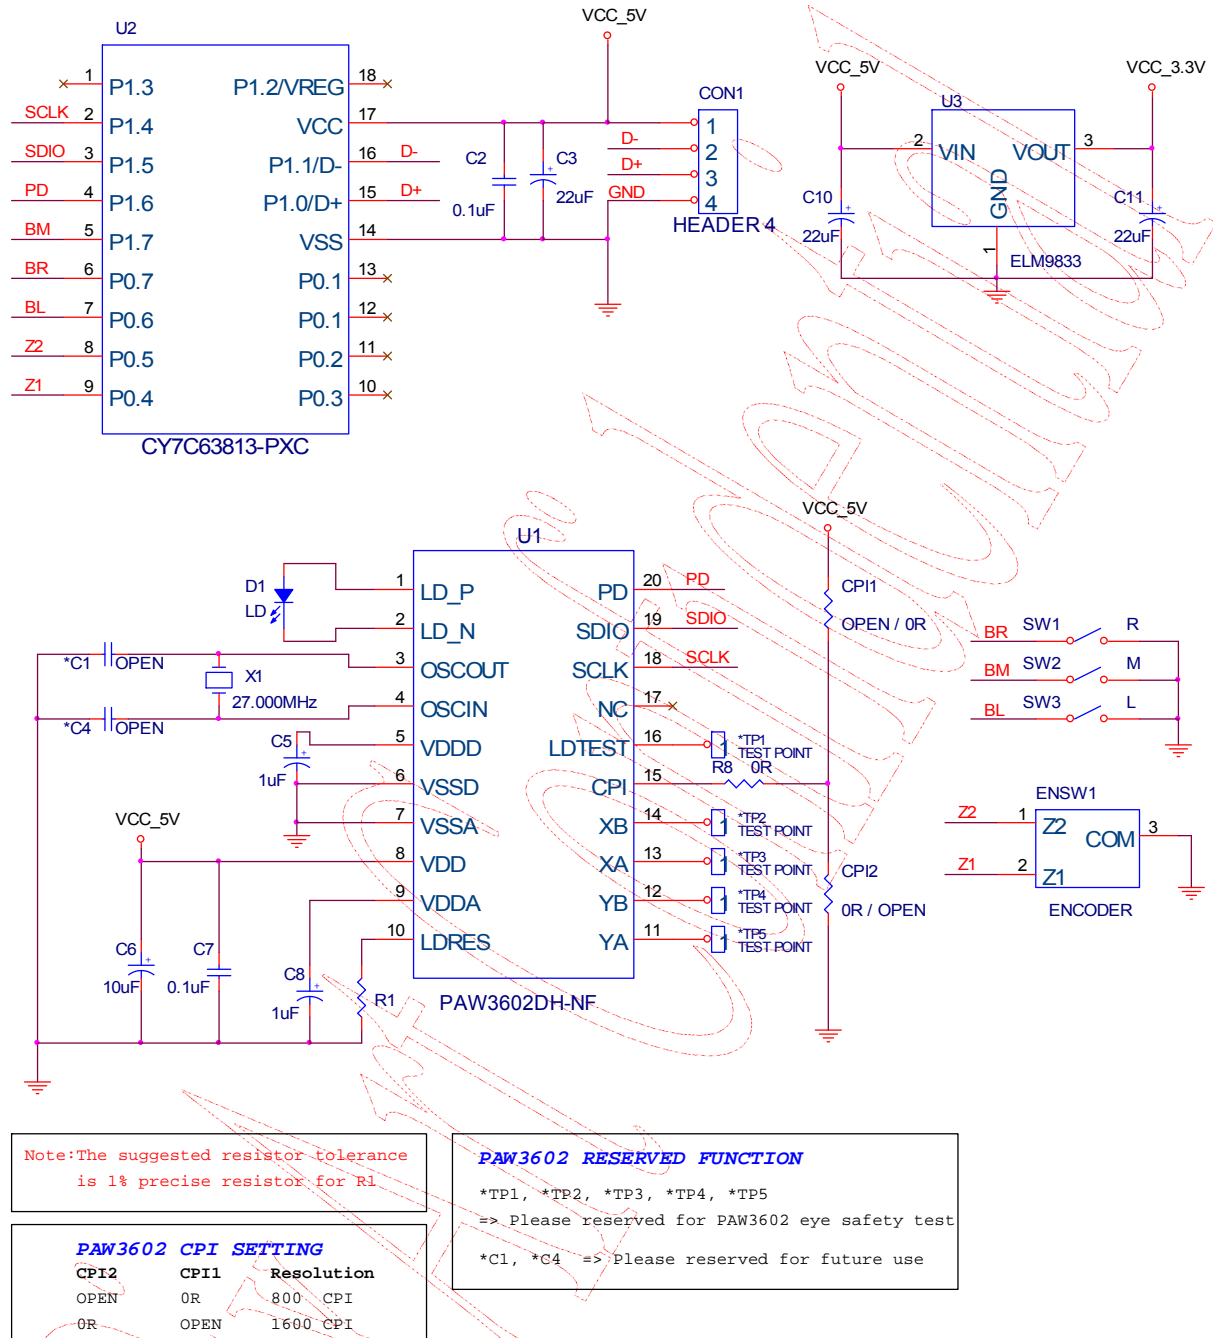 VCC_5V
U2
VCC_5V
VCC_3.3V
1 P1.3 P1.2/VREG 18
CON1
U3
SCLK 2 P1.4 VCC 17
1
SDIO 3 P1.5 P1.1/D- 16 D-
C2
C3
D- 2
2 VIN VOUT 3
D+ 3
PD 4 P1.6 P1.0/D+ 15 D+
0.1uF
22uF
GND 4
GND
C10
C11
HEADER 4
BM 5 P1.7 VSS 14
22uF
1
22uF
ELM9833
BR 6 P0.7 P0.1 13
BL 7 P0.6 P0.1 12
Z2 8 P0.5 P0.2 11
Z1 9 P0.4 P0.3 10
CY7C63813-PXC
VCC_5V
U1
D1
LD
1 LD_P PD 20 PD
CPI1
OPEN / 0R
2 LD_N SDIO 19 SDIO
BR SW1 R
*C1 OPEN
3 OSCOUT SCLK 18 SCLK
BM SW2 M
X1
27.000MHz
4 OSCIN NC 17
BL SW3 L
*C4 OPEN
C5
1uF
5 VDDD LDTEST 16 1 *TP1
TEST POINT
R8 0R
6 VSSD CPI 15
ENSW1
VCC_5V
7 VSSA XB 14 1 *TP2
TEST POINT
Z2 1 Z2 COM 3
8 VDD XA 13 1 *TP3
TEST POINT
CPI2
Z1 2 Z1
9 VDDA YB 12 1 *TP4
TEST POINT
0R / OPEN
ENCODER
10 LDRES YA 11 1 *TP5
TEST POINT
C6
10uF
C7
0.1uF
C8
1uF
R1
PAW3602DH-NF
Note:The suggested resistor tolerance
is 1% precise resistor for R1
PAW3602 RESERVED FUNCTION
*TP1, *TP2, *TP3, *TP4, *TP5
=> Please reserved for PAW3602 eye safety test
*C1, *C4 => Please reserved for future use
PAW3602 CPI SETTING
CPI2 CPI1 Resolution
OPEN 0R 800 CPI
0R OPEN 1600 CPI